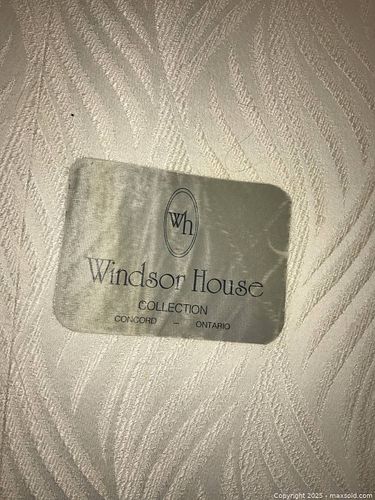 wh
Windsor House
COLLECTION
CONCORD – ONTARIO
Copyright 2025 - maxsold.com